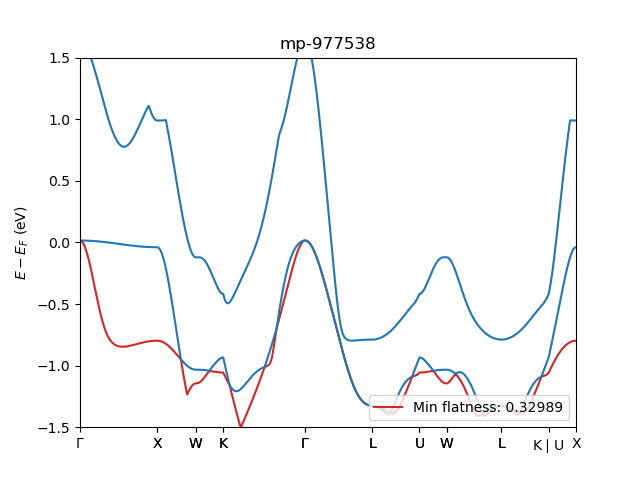 mp-977538
E − E_F (eV)
1.5
1.0
0.5
0.0
−0.5
−1.0
−1.5
Min flatness: 0.32989
Γ X W K Γ L U W L K | U X